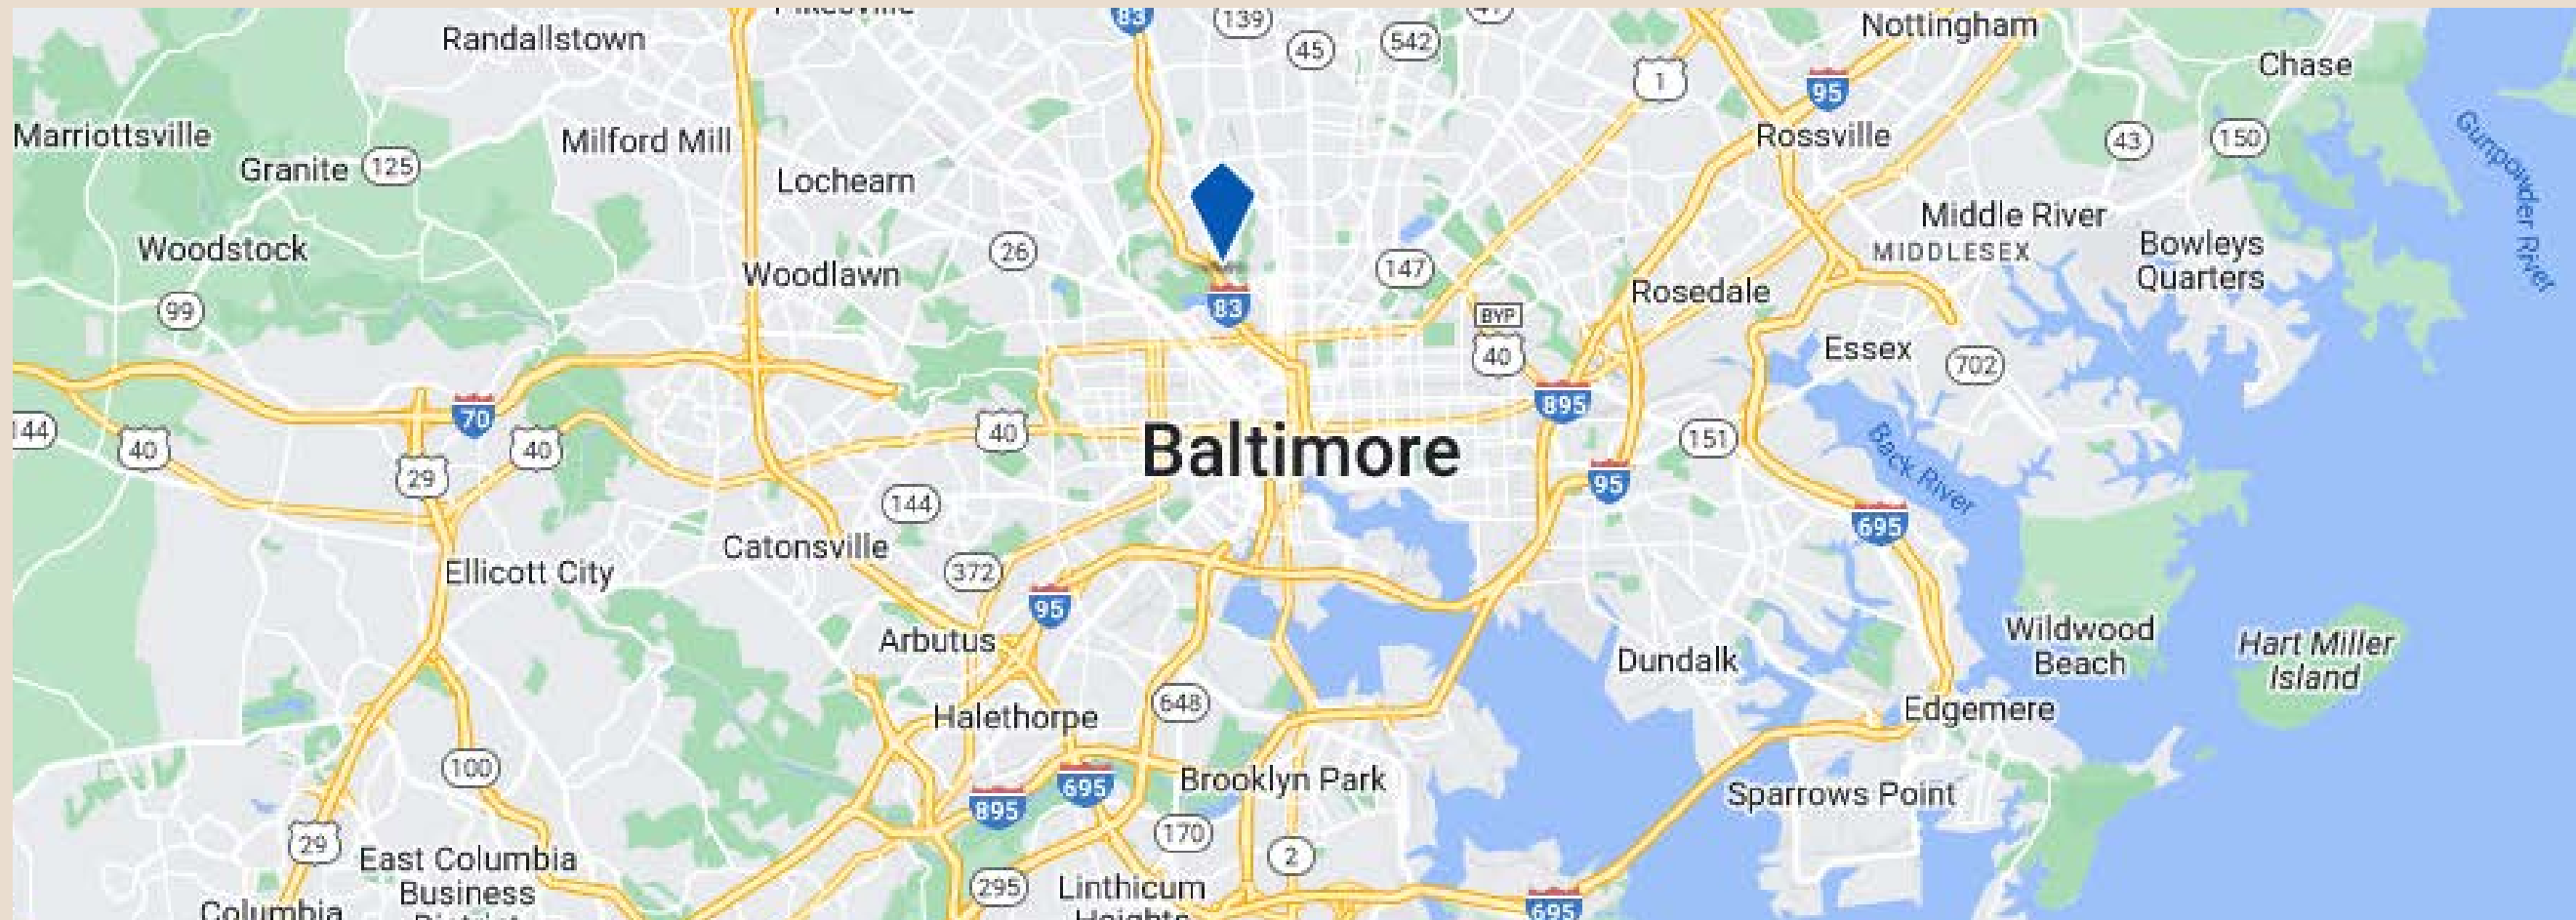 Pikesville
83
139
45
542
Nottingham
Randallstown
1
95
Chase
Marriottsville
Granite
125
Milford Mill
Rossville
43
150
Gunpowder River
Lochearn
Middle River
MIDDLESEX
Bowleys
Quarters
Woodstock
26
147
Woodlawn
99
83
BYP
40
Rosedale
Essex
702
70
40
29
40
144
40
Baltimore
895
95
151
Back River
144
695
Catonsville
Ellicott City
372
95
Arbutus
Dundalk
Wildwood
Beach
Hart Miller
Island
648
Halethorpe
Edgemere
100
895
695
Brooklyn Park
Sparrows Point
29
170
2
East Columbia
Business
District
295
Linthicum
Heights
695
Columbia